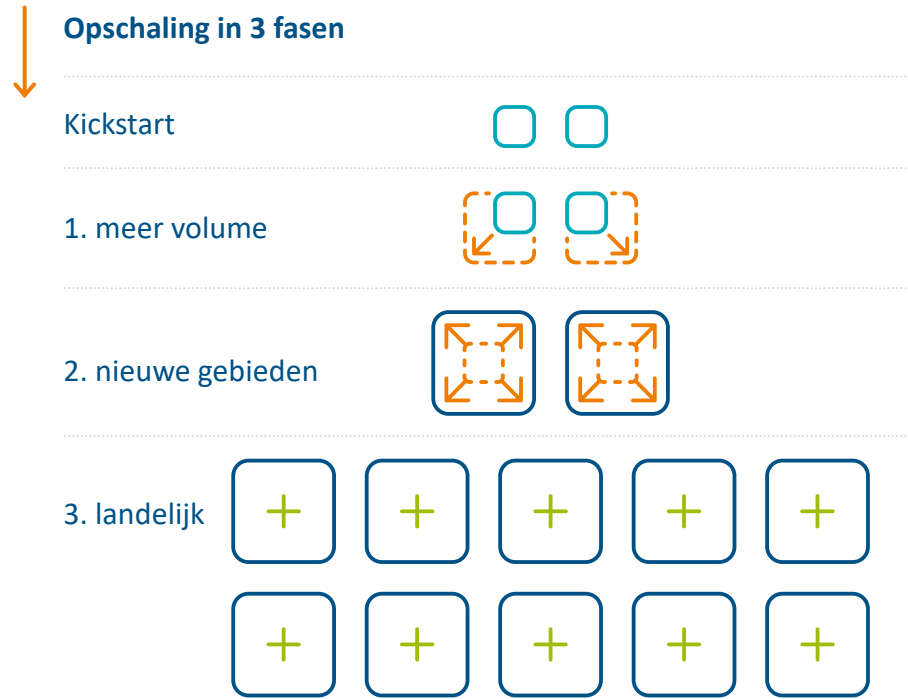 Opschaling in 3 fasen
Kickstart
1. meer volume
2. nieuwe gebieden
3. landelijk